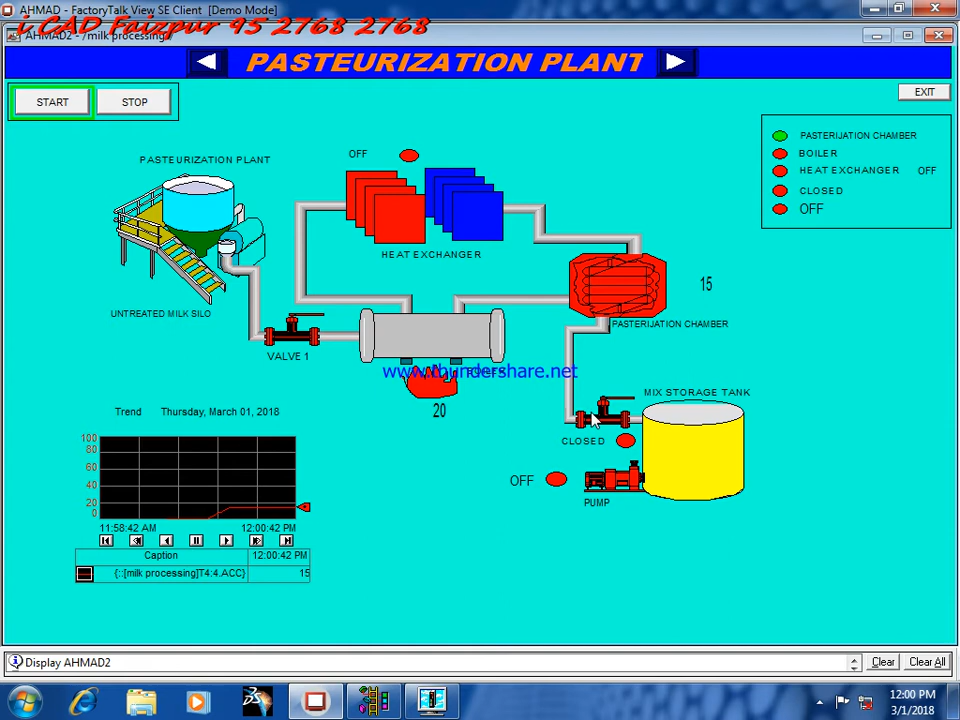 AHMAD - FactoryTalk View SE Client [Demo Mode]
i CAD Faizpur 95 2768 2768
AHMAD2 - /milk processing//
PASTEURIZATION PLANT
START
STOP
EXIT
PASTERIJATION CHAMBER
BOILER
HEAT EXCHANGER OFF
CLOSED
OFF
PASTEURIZATION PLANT
OFF
HEAT EXCHANGER
15
UNTREATED MILK SILO
PASTERIJATION CHAMBER
VALVE 1
www.thundershare.net
20
MIX STORAGE TANK
Trend Thursday, March 01, 2018
CLOSED
100
80
60
40
20
0
OFF
PUMP
11:58:42 AM
12:00:42 PM
Caption
12:00:42 PM
{::[milk processing]T4:4.ACC}
15
Display AHMAD2
Clear
Clear All
12:00 PM
3/1/2018